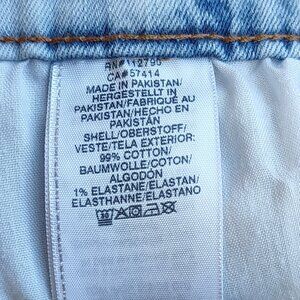 RN#112790
CA#57414
MADE IN PAKISTAN/
HERGESTELLT IN
PAKISTAN/FABRIQUÉ AU
PAKISTAN/HECHO EN
PAKISTÁN
SHELL/OBERSTOFF/
VESTE/TELA EXTERIOR:
99% COTTON/
BAUMWOLLE/COTON/
ALGODÓN
1% ELASTANE/ELASTAN/
ELASTHANNE/ELASTANO